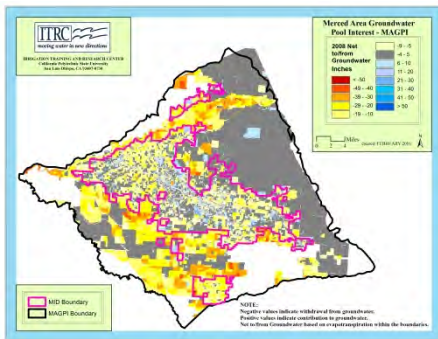 ITRC
moving water in new directions
IRRIGATION TRAINING AND RESEARCH CENTER
California Polytechnic State University
San Luis Obispo, CA 93407-0730
Merced Area Groundwater
Pool Interest - MAGPI
2008 Net
to/from
Groundwater
Inches
< -50
-49 - -40
-39 - -30
-29 - -20
-19 - -10
-9 - -5
-4 - 5
6 - 10
11 - 20
21 - 30
31 - 40
41 - 50
> 50
Miles
MID Boundary
MAGPI Boundary
NOTE:
Negative values indicate withdrawal from groundwater.
Positive values indicate contribution to groundwater.
Net to/from Groundwater based on evapotranspiration within the boundaries.